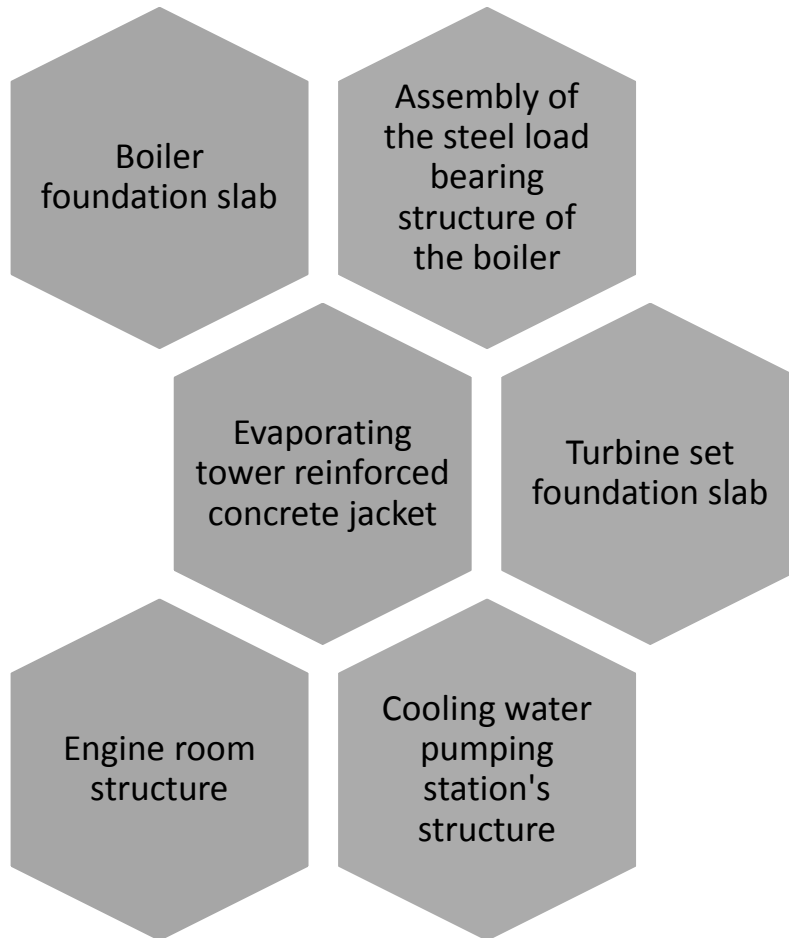 Boiler
foundation slab
Assembly of
the steel load
bearing
structure of
the boiler
Evaporating
tower reinforced
concrete jacket
Turbine set
foundation slab
Engine room
structure
Cooling water
pumping
station's
structure